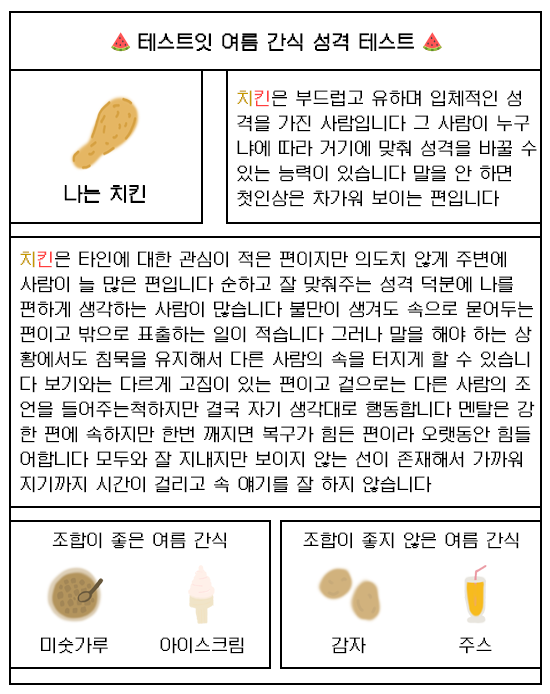 테스트잇 여름 간식 성격 테스트
나는 치킨
치킨은 부드럽고 유하며 입체적인 성
격을 가진 사람입니다 그 사람이 누구
냐에 따라 거기에 맞춰 성격을 바꿀 수
있는 능력이 있습니다 말을 안 하면
첫인상은 차가워 보이는 편입니다
치킨은 타인에 대한 관심이 적은 편이지만 의도치 않게 주변에
사람이 늘 많은 편입니다 순하고 잘 맞춰주는 성격 덕분에 나를
편하게 생각하는 사람이 많습니다 불만이 생겨도 속으로 묻어두는
편이고 밖으로 표출하는 일이 적습니다 그러나 말을 해야 하는 상
황에서도 침묵을 유지해서 다른 사람의 속을 터지게 할 수 있습니
다 보기와는 다르게 고집이 있는 편이고 겉으로는 다른 사람의 조
언을 들어주는척하지만 결국 자기 생각대로 행동합니다 멘탈은 강
한 편에 속하지만 한번 깨지면 복구가 힘든 편이라 오랫동안 힘들
어합니다 모두와 잘 지내지만 보이지 않는 선이 존재해서 가까워
지기까지 시간이 걸리고 속 얘기를 잘 하지 않습니다
조합이 좋은 여름 간식
미숫가루
아이스크림
조합이 좋지 않은 여름 간식
감자
주스